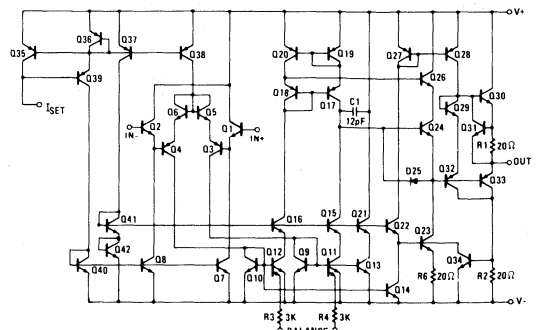 V+
Q35
Q36
Q37
Q38
Q39
ISET
Q20
Q19
Q18
Q17
C1
12pF
Q27
Q28
Q26
Q24
Q29
Q30
Q31
R1
20Ω
OUT
Q6
Q5
Q2
Q1
IN-
IN+
Q4
Q3
D25
Q32
Q33
Q41
Q42
Q16
Q15
Q21
Q22
Q23
Q34
Q40
Q8
Q7
Q10
Q12
Q9
Q11
Q13
Q14
R6
20Ω
R2
20Ω
R3
3K
R4
3K
V-
BALANCE